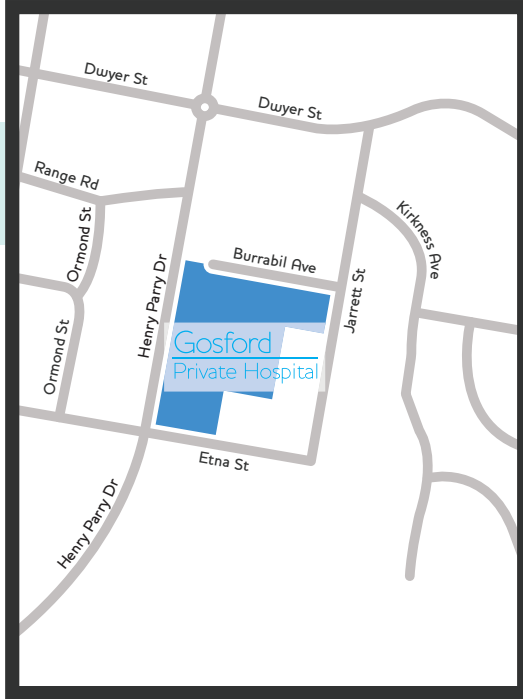 Dwyer St
Dwyer St
Range Rd
Ormond St
Kirkness Ave
Burrabil Ave
Henry Parry Dr
Jarrett St
Gosford
Private Hospital
Ormond St
Etna St
Henry Parry Dr